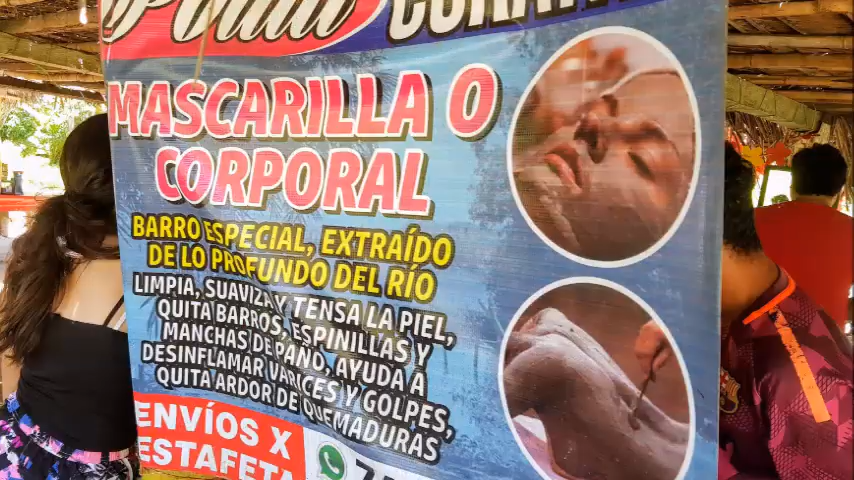 MASCARILLA O
CORPORAL
BARRO ESPECIAL, EXTRAÍDO
DE LO PROFUNDO DEL RÍO
LIMPIA, SUAVIZA Y TENSA LA PIEL,
QUITA BARROS, ESPINILLAS Y
MANCHAS DE PAÑO, AYUDA A
DESINFLAMAR VARICES Y GOLPES,
QUITA ARDOR DE QUEMADURAS
ENVÍOS X
ESTAFETA